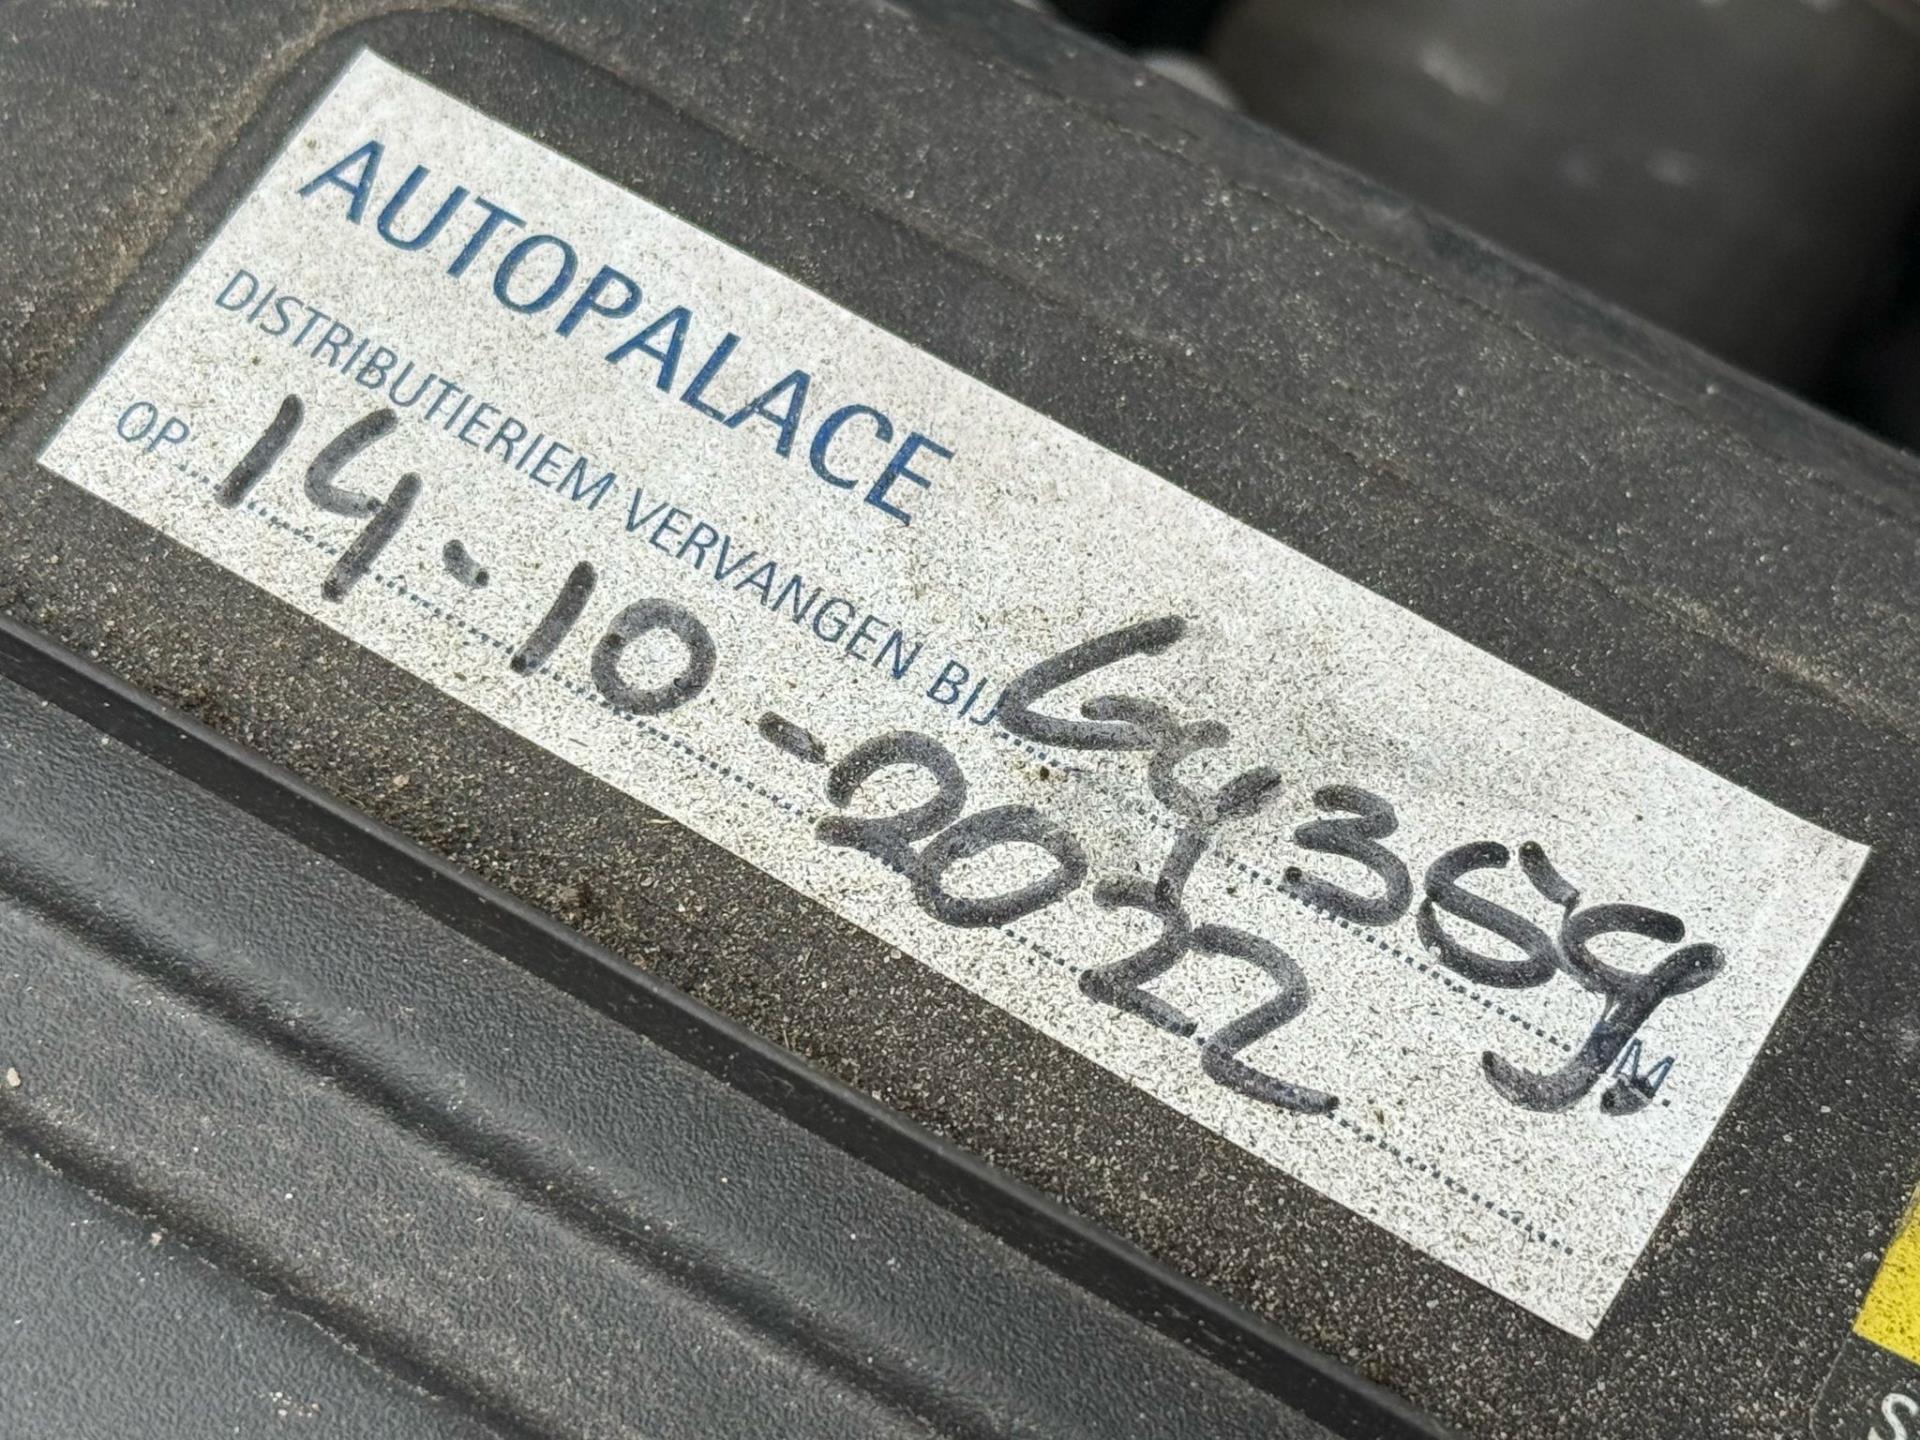 AUTOPALACE
DISTRIBUTIERIEM VERVANGEN BIJ 64359 KM.
OP 14-10-2022